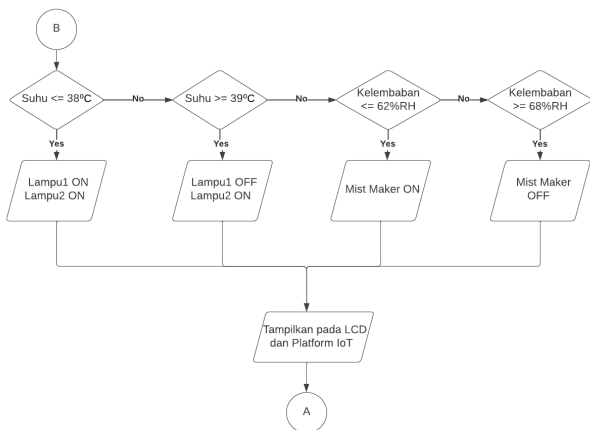 B
Suhu <= 38ºC
No
Suhu >= 39ºC
No
Kelembaban
<= 62%RH
No
Kelembaban
>= 68%RH
Yes
Yes
Yes
Yes
Lampu1 ON
Lampu2 ON
Lampu1 OFF
Lampu2 ON
Mist Maker ON
Mist Maker
OFF
Tampilkan pada LCD
dan Platform IoT
A